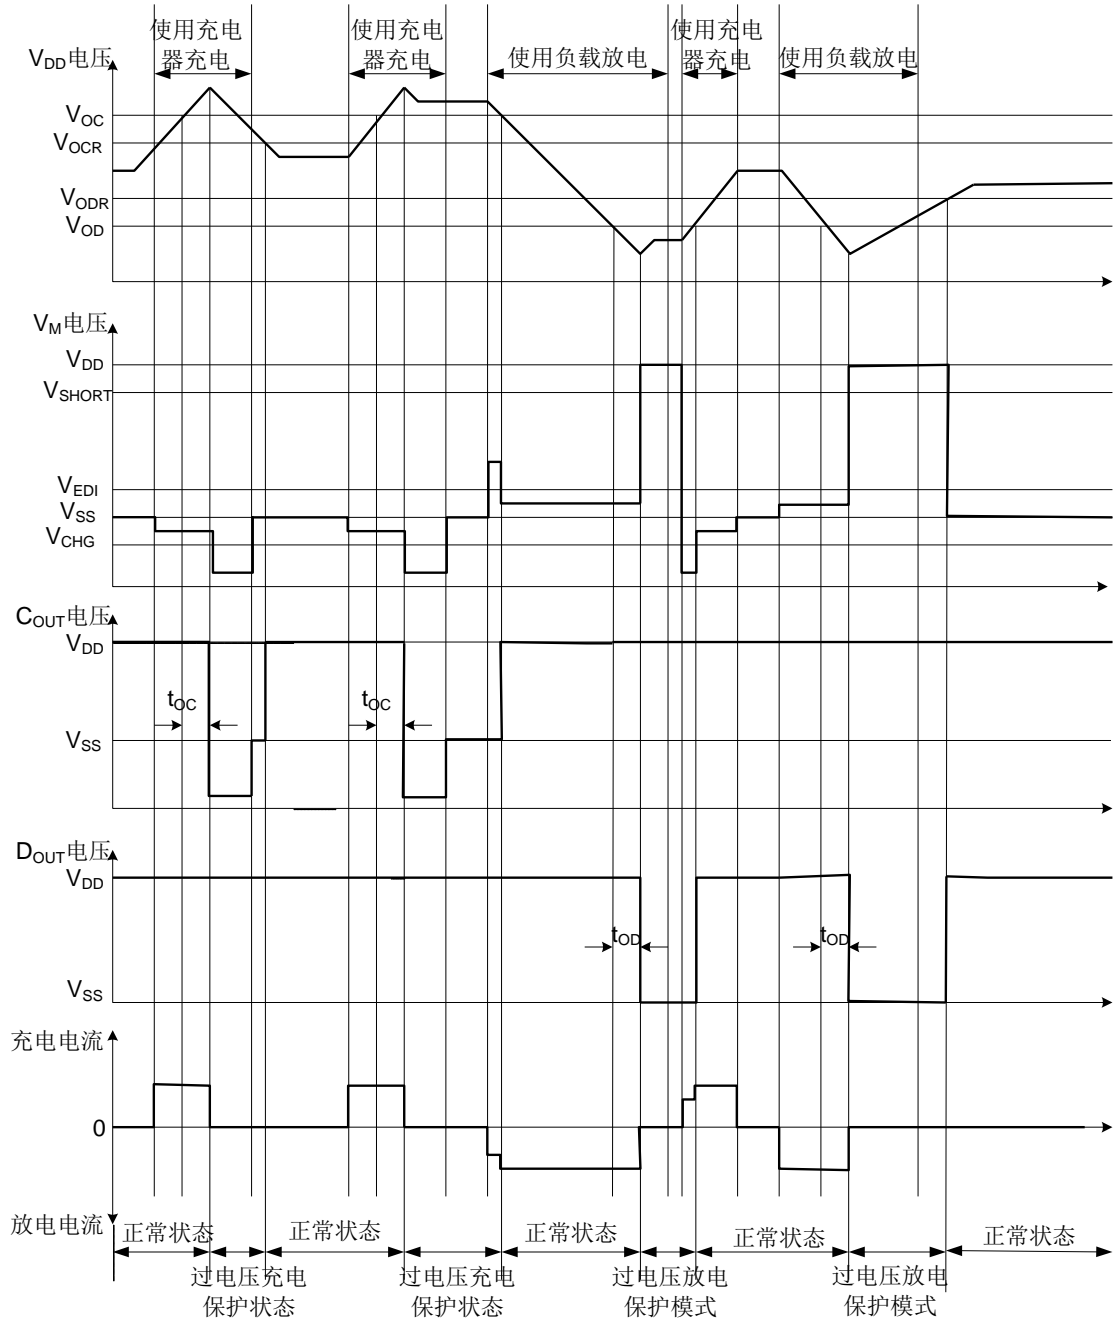 使用充电
器充电
使用充电
器充电
使用负载放电
使用充电
器充电
使用负载放电
VDD电压
VOC
VOCR
VODR
VOD
VM电压
VDD
VSHORT
VEDI
VSS
VCHG
COUT电压
VDD
tOC
tOC
VSS
DOUT电压
VDD
tOD
tOD
VSS
充电电流
0
放电电流
正常状态
正常状态
正常状态
正常状态
正常状态
过电压充电
保护状态
过电压充电
保护状态
过电压放电
保护模式
过电压放电
保护模式